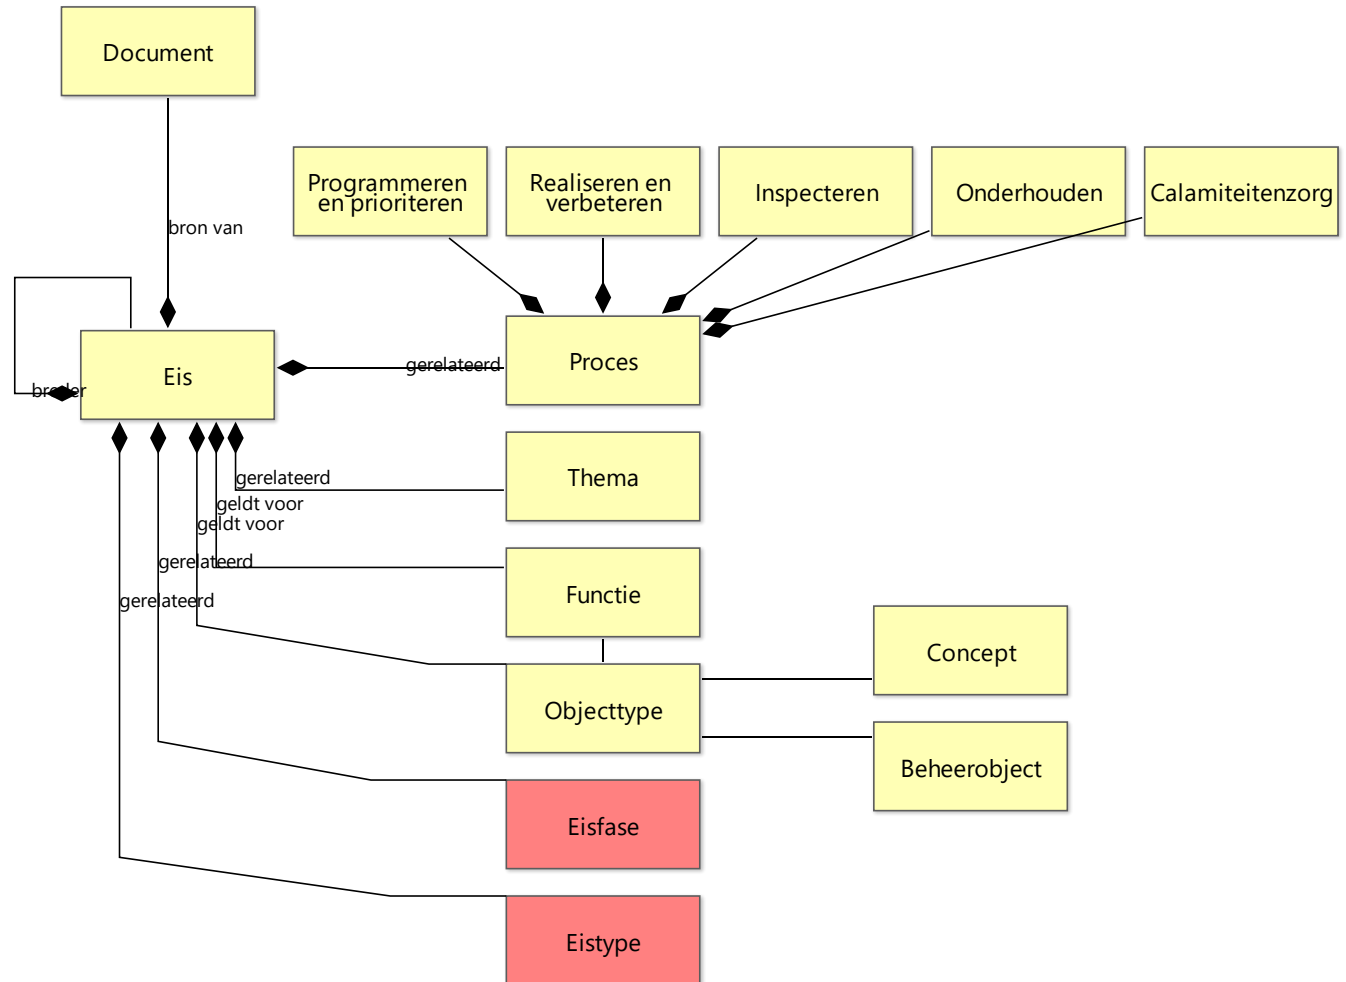 Document
Programmeren
en prioriteren
Realiseren en
verbeteren
Inspecteren
Onderhouden
Calamiteitenzorg
bron van
Eis
gerelateerd
Proces
broder
gerelateerd
Thema
geldt voor
geldt voor
gerelateerd
Functie
gerelateerd
Concept
Objecttype
Beheerobject
Eisfase
Eistype